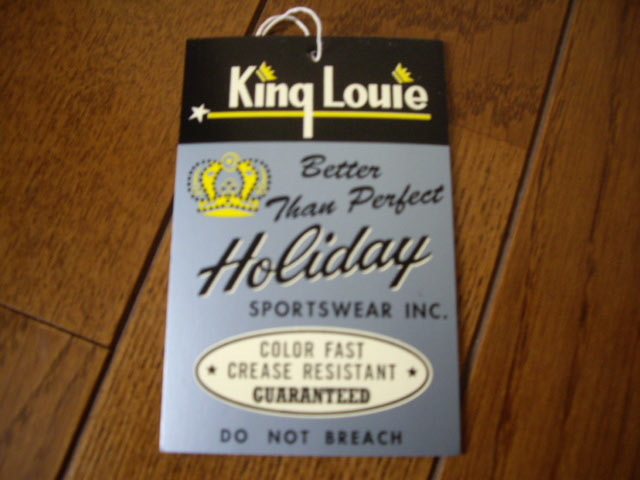 King Louie
Better
Than Perfect
Holiday
SPORTSWEAR INC.
COLOR FAST
CREASE RESISTANT
GUARANTEED
DO NOT BREACH